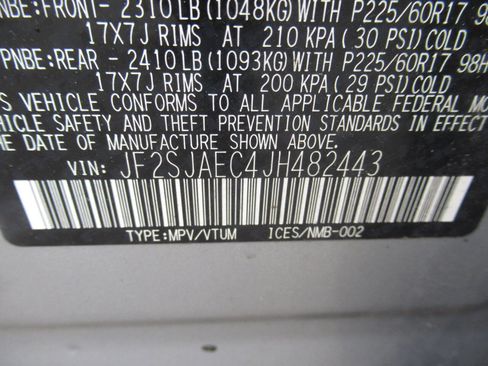 PNBE:FRONT- 2310 LB (1048KG) WITH P225/60R17 98
17X7J RIMS AT 210 KPA (30 PSI) COLD
PNBE:REAR - 2410 LB (1093KG) WITH P225/60R17 98H
17X7J RIMS AT 200 KPA (29 PSI) COLD
VEHICLE CONFORMS TO ALL APPLICABLE FEDERAL MO
VEHICLE SAFETY AND THEFT PREVENTION STANDARDS IN EFFECT
THE DATE OF MANUFACTURE SHOWN ABOVE.
VIN: JF2SJAEC4JH482443
TYPE:MPV/VTUM ICES/NMB-002